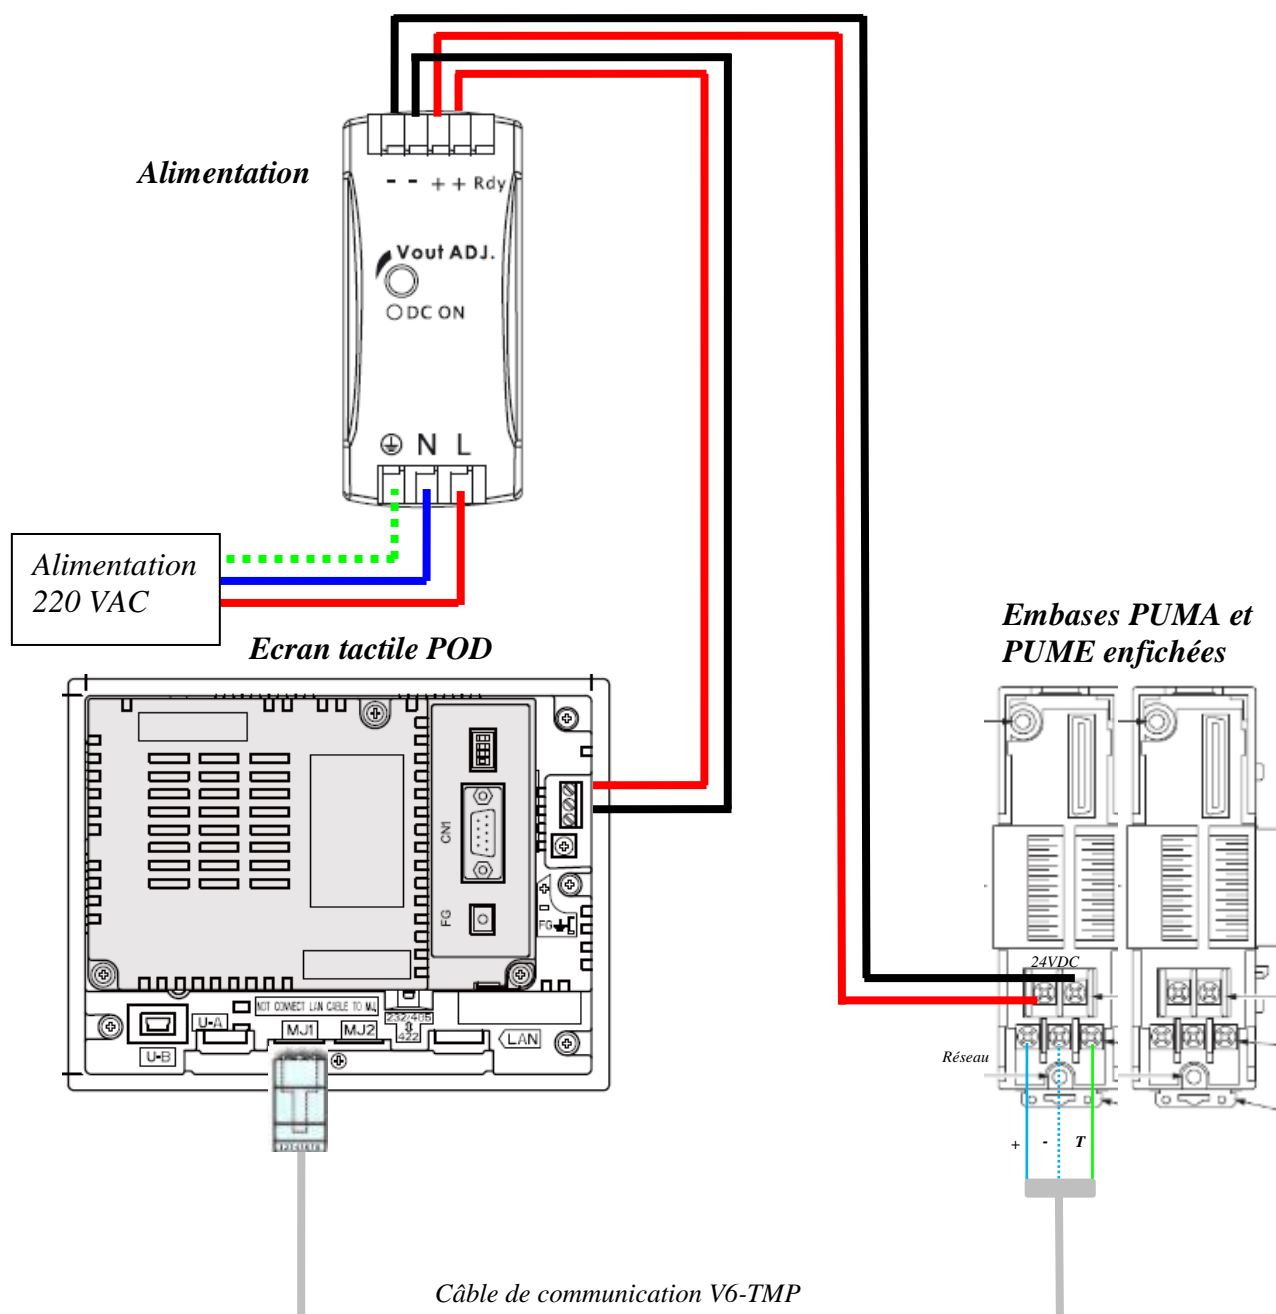 Alimentation
- - + + Rdy
Vout ADJ.
DC ON
N L
Alimentation
220 VAC
Ecran tactile POD
Embases PUMA et
PUME enfichées
CN1
FG
+
-
FG
24VDC
NOT CONNECT LAN CABLE TO MJ.
232/485
422
U-A
MJ1
MJ2
LAN
U-B
Réseau
+ - T
Câble de communication V6-TMP